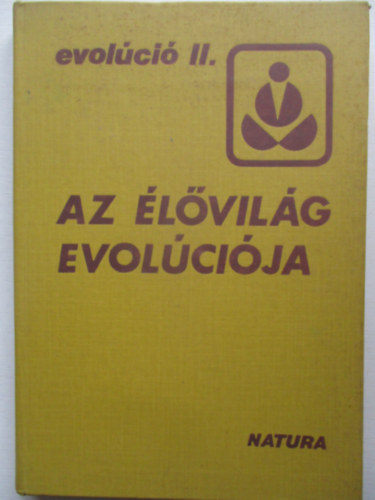 evolúció II.
AZ ÉLŐVILÁG
EVOLÚCIÓJA
NATURA